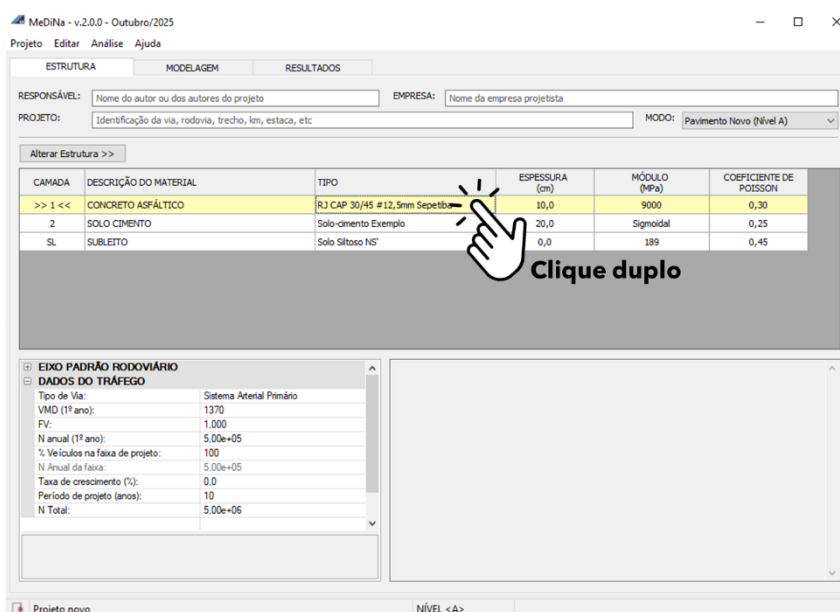 MeDiNa - v.2.0.0 - Outubro/2025
Projeto Editar Análise Ajuda
ESTRUTURA MODELAGEM RESULTADOS
RESPONSÁVEL: Nome do autor ou dos autores do projeto EMPRESA: Nome da empresa projetista
PROJETO: Identificação da via, rodovia, trecho, km, estaca, etc MODO: Pavimento Novo (Nível A)
Alterar Estrutura >>
CAMADA DESCRIÇÃO DO MATERIAL TIPO ESPESSURA (cm) MÓDULO (MPa) COEFICIENTE DE POISSON
>> 1 << CONCRETO ASFÁLTICO RJ CAP 30/45 #12,5mm Sepetiba 10,0 9000 0,30
2 SOLO CIMENTO Solo-cimento Exemplo 20,0 Sigmoidal 0,25
SL SUBLEITO Solo Siltoso NS' 0,0 189 0,45
Clique duplo
EIXO PADRÃO RODOVIÁRIO
DADOS DO TRÁFEGO
Tipo de Via: Sistema Arterial Primário
VMD (1º ano): 1370
FV: 1.000
N anual (1º ano): 5,00e+05
% Veículos na faixa de projeto: 100
N Anual da faixa: 5,00e+05
Taxa de crescimento (%): 0.0
Período de projeto (anos): 10
N Total: 5,00e+06
Projeto novo NÍVEL <A>